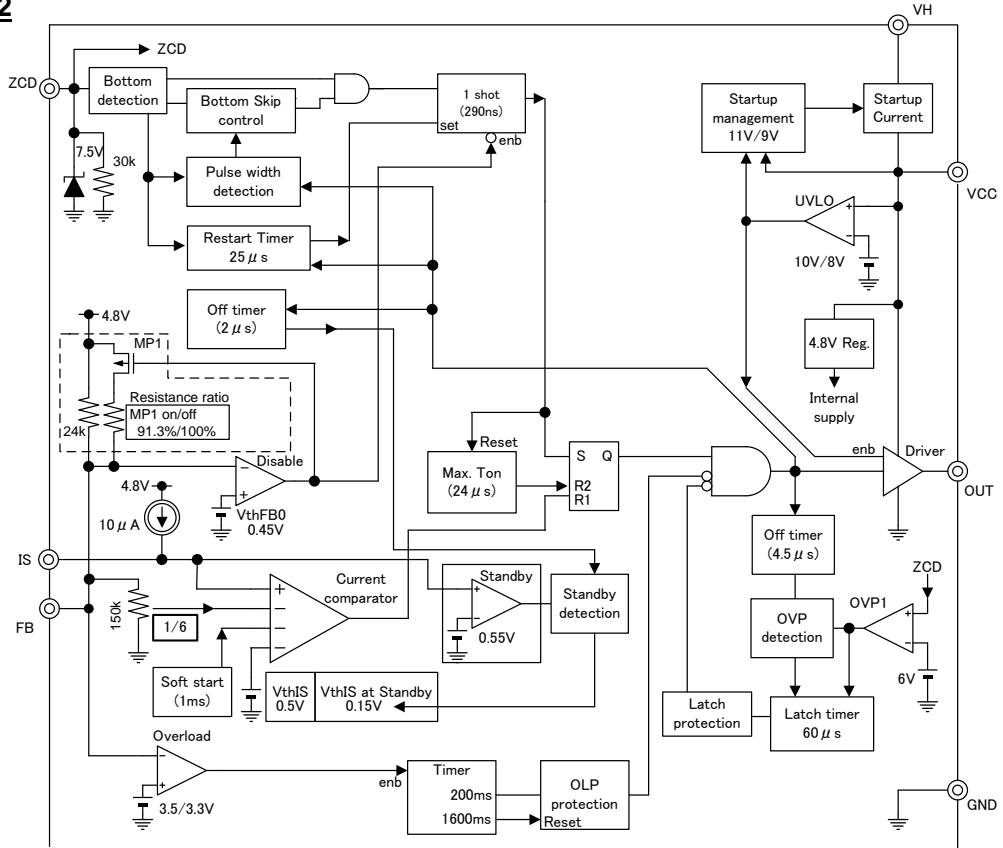 2
VH
ZCD
ZCD
Bottom
detection
Bottom Skip
control
1 shot
(290ns)
set
enb
Startup
management
11V/9V
Startup
Current
7.5V
30k
Pulse width
detection
VCC
UVLO
+
−
10V/8V
Restart Timer
25μs
Off timer
(2μs)
4.8V
MP1
4.8V Reg.
Internal
supply
Resistance ratio
MP1 on/off
91.3%/100%
24k
Disable
−
+
VthFB0
0.45V
4.8V
10μA
Reset
Max. Ton
(24μs)
S Q
R2
R1
enb
Driver
OUT
Off timer
(4.5μs)
IS
FB
150k
1/6
Current
comparator
+
−
−
−
Standby
+
−
0.55V
Standby
detection
ZCD
OVP
detection
OVP1
+
−
6V
Soft start
(1ms)
VthIS
0.5V
VthIS at Standby
0.15V
Latch
protection
Latch timer
60μs
Overload
−
+
3.5/3.3V
enb
Timer
200ms
1600ms
OLP
protection
Reset
GND